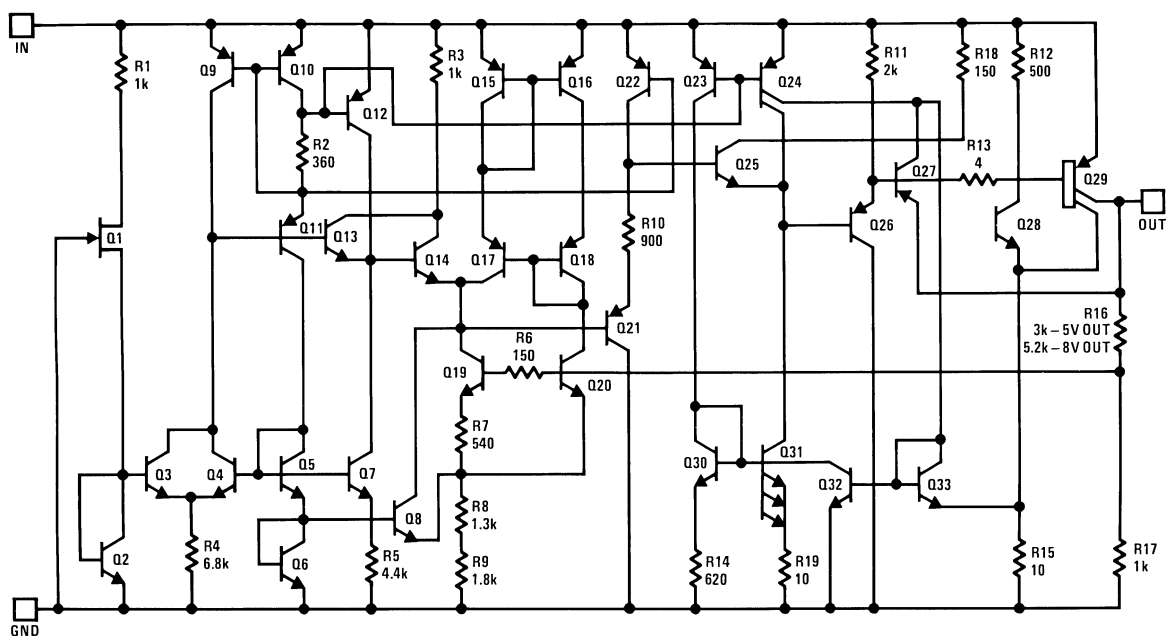 IN
R1
1k
Q9
Q10
R2
360
Q12
R3
1k
Q15
Q16
Q22
Q23
Q24
R11
2k
R18
150
R12
500
R13
4
Q25
Q27
Q29
OUT
Q1
Q11
Q13
Q14
Q17
Q18
R10
900
Q26
Q28
Q21
R6
150
R16
3k – 5V OUT
5.2k – 8V OUT
Q19
Q20
R7
540
Q3
Q4
Q5
Q7
Q8
R8
1.3k
Q30
Q31
Q32
Q33
Q2
R4
6.8k
Q6
R5
4.4k
R9
1.8k
R14
620
R19
10
R15
10
R17
1k
GND